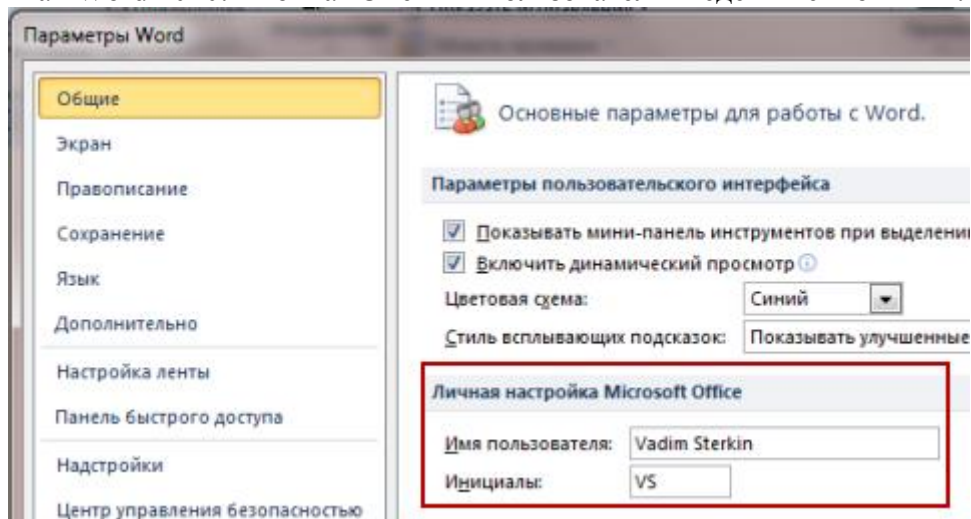 Параметры Word
Общие
Экран
Правописание
Сохранение
Язык
Дополнительно
Настройка ленты
Панель быстрого доступа
Надстройки
Центр управления безопасностью
Основные параметры для работы с Word.
Параметры пользовательского интерфейса
Показывать мини-панель инструментов при выделени
Включить динамический просмотр
Цветовая схема: Синий
Стиль всплывающих подсказок: Показывать улучшенные
Личная настройка Microsoft Office
Имя пользователя: Vadim Sterkin
Инициалы: VS